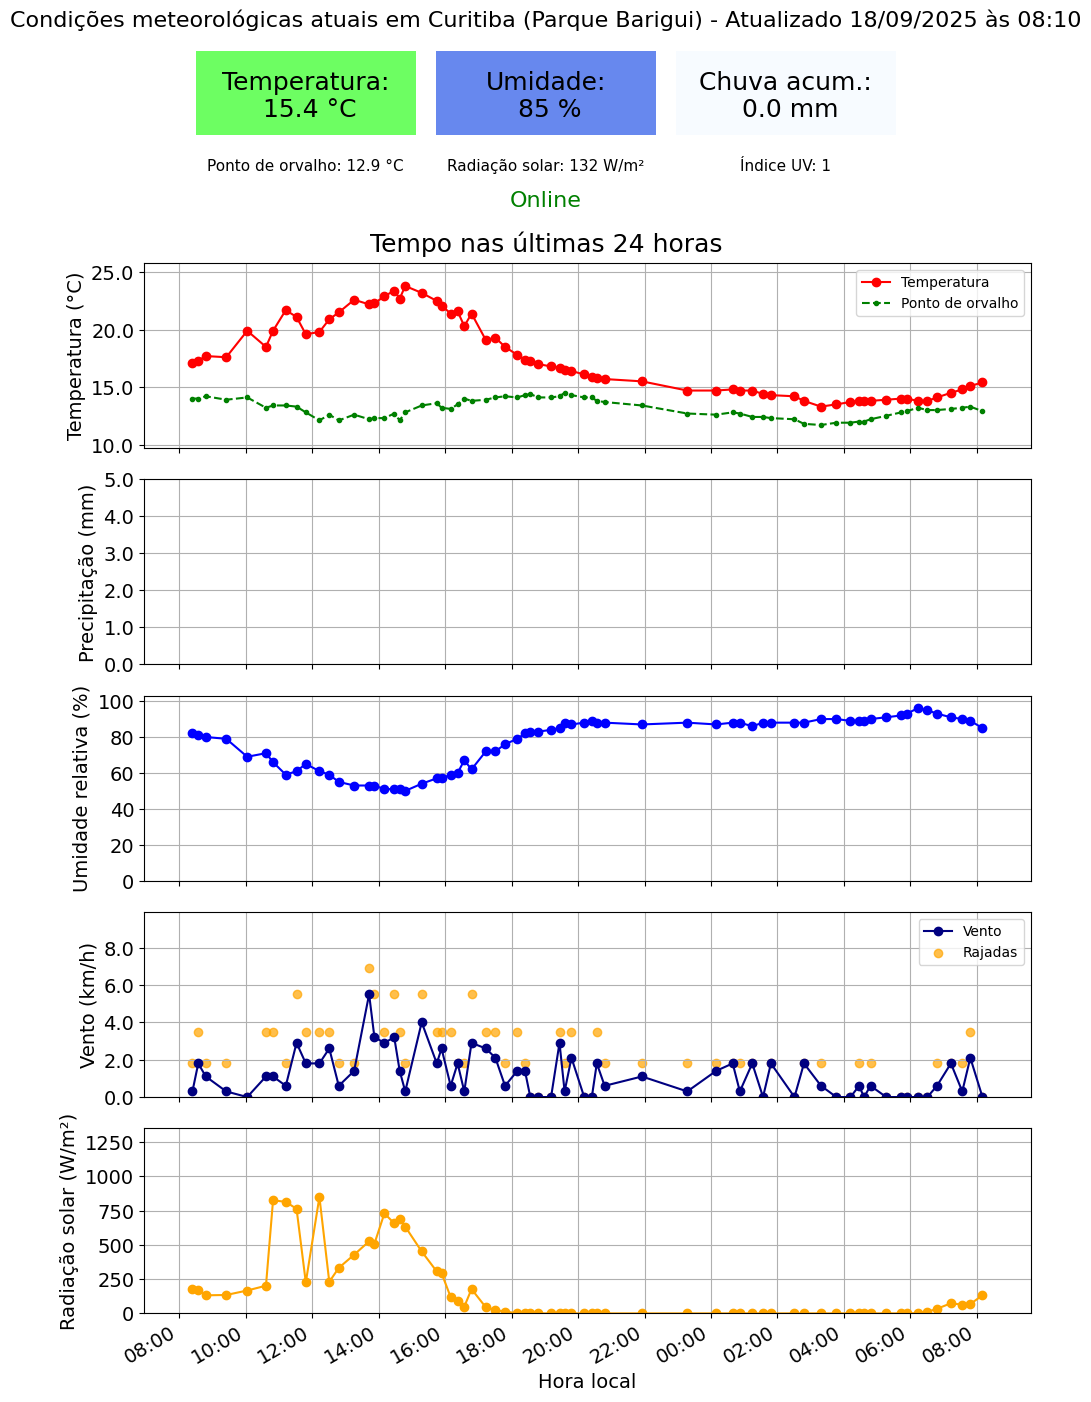 Condições meteorológicas atuais em Curitiba (Parque Barigui) - Atualizado 18/09/2025 às 08:10
Temperatura:
15.4 °C
Umidade:
85 %
Chuva acum.:
0.0 mm
Ponto de orvalho: 12.9 °C
Radiação solar: 132 W/m²
Índice UV: 1
Online
Tempo nas últimas 24 horas
Temperatura (°C)
25.0
20.0
15.0
10.0
Temperatura
Ponto de orvalho
Precipitação (mm)
5.0
4.0
3.0
2.0
1.0
0.0
Umidade relativa (%)
100
80
60
40
20
0
Vento (km/h)
8.0
6.0
4.0
2.0
0.0
Vento
Rajadas
Radiação solar (W/m²)
1250
1000
750
500
250
0
08:00
10:00
12:00
14:00
16:00
18:00
20:00
22:00
00:00
02:00
04:00
06:00
08:00
Hora local